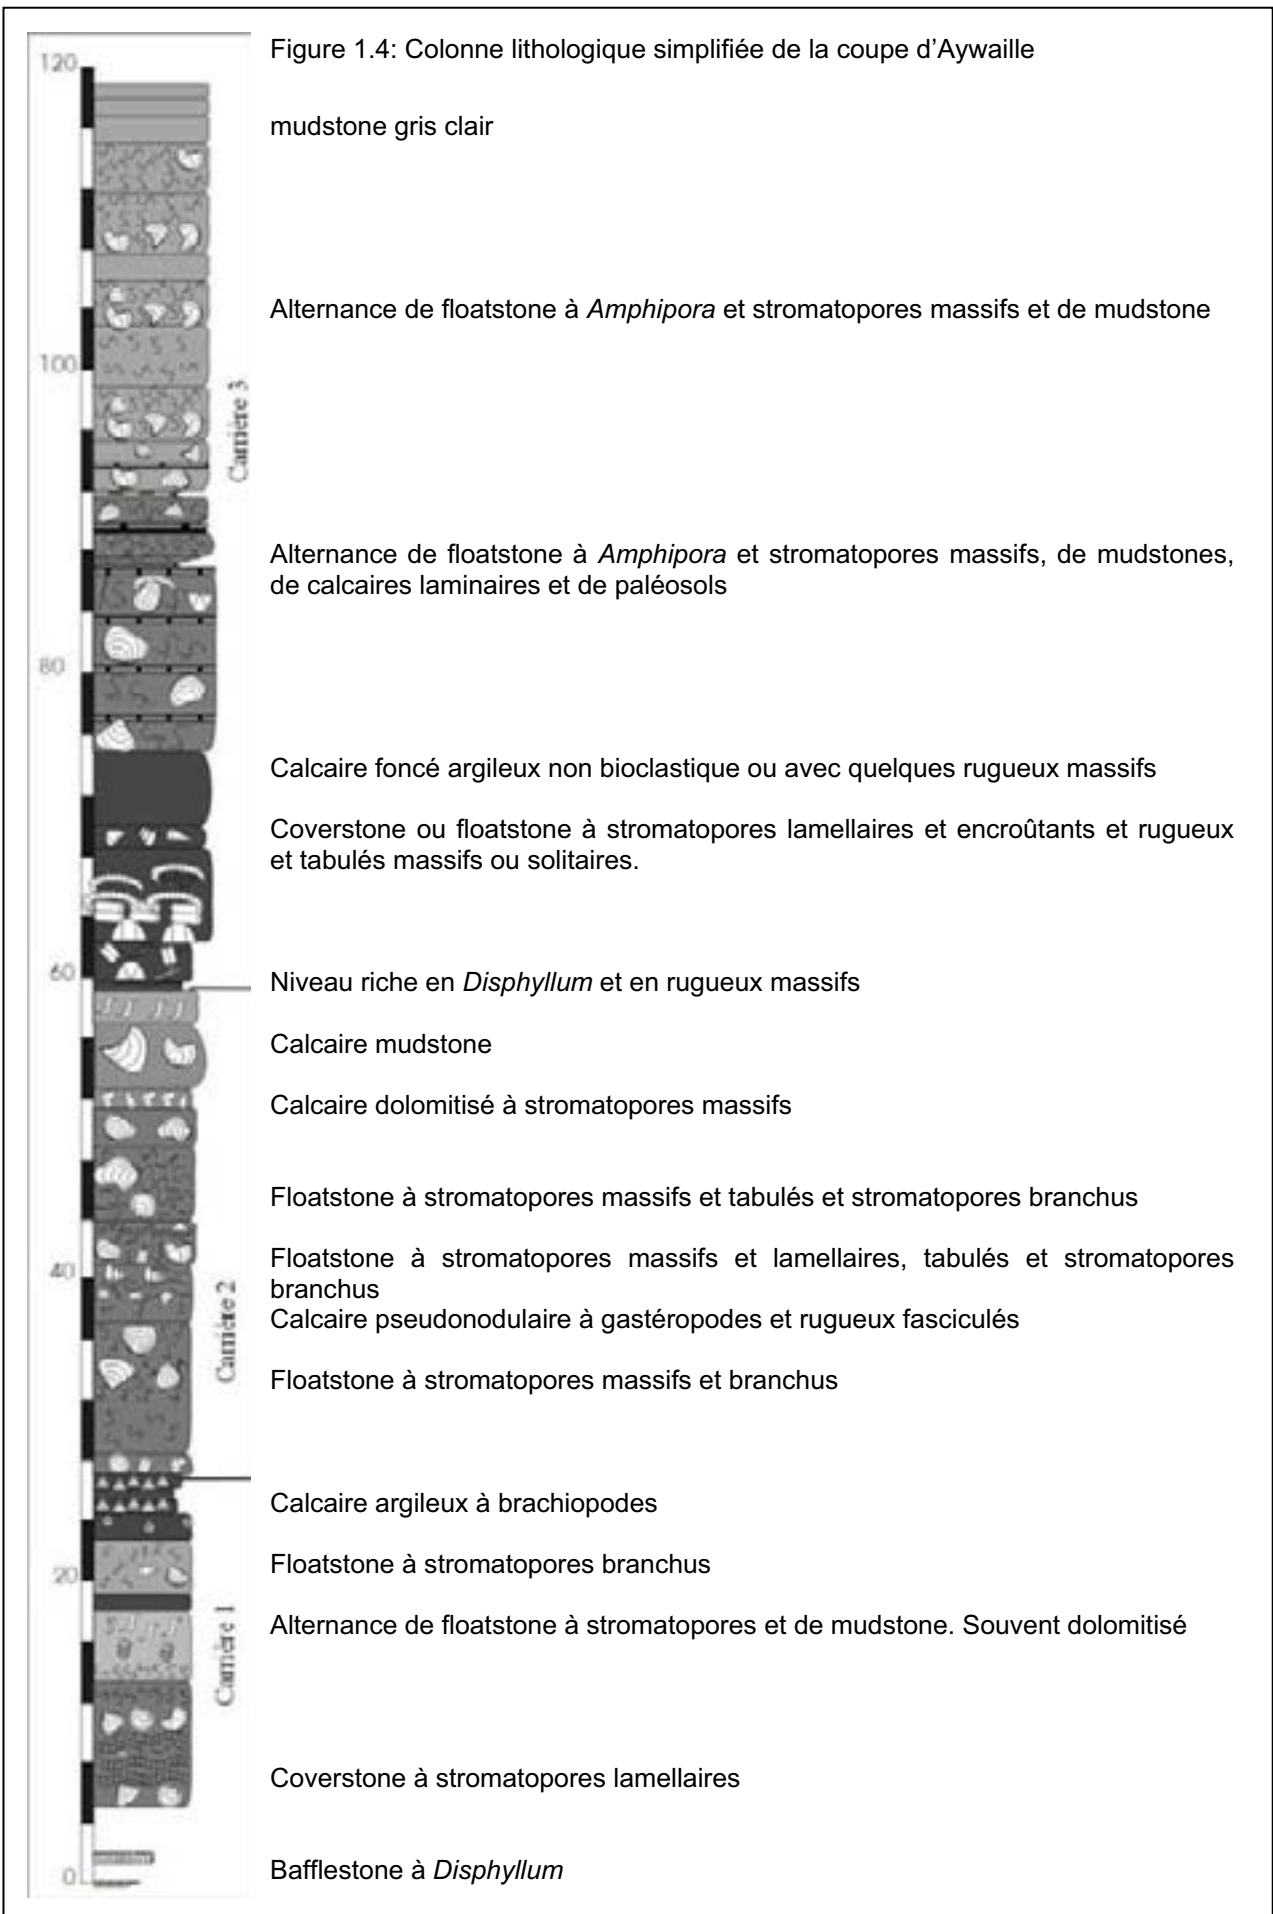 Figure 1.4: Colonne lithologique simplifiée de la coupe d'Aywaille
120
mudstone gris clair
Alternance de floatstone à Amphipora et stromatopores massifs et de mudstone
100
Carrière 3
Alternance de floatstone à Amphipora et stromatopores massifs, de mudstones,
de calcaires laminaires et de paléosols
80
Calcaire foncé argileux non bioclastique ou avec quelques rugueux massifs
Coverstone ou floatstone à stromatopores lamellaires et encroûtants et rugueux
et tabulés massifs ou solitaires.
60
Niveau riche en Disphyllum et en rugueux massifs
Calcaire mudstone
Calcaire dolomitisé à stromatopores massifs
Floatstone à stromatopores massifs et tabulés et stromatopores branchus
Floatstone à stromatopores massifs et lamellaires, tabulés et stromatopores
branchus
40
Calcaire pseudonodulaire à gastéropodes et rugueux fasciculés
Carrière 2
Floatstone à stromatopores massifs et branchus
Calcaire argileux à brachiopodes
Floatstone à stromatopores branchus
20
Alternance de floatstone à stromatopores et de mudstone. Souvent dolomitisé
Carrière 1
Coverstone à stromatopores lamellaires
Bafflestone à Disphyllum
0